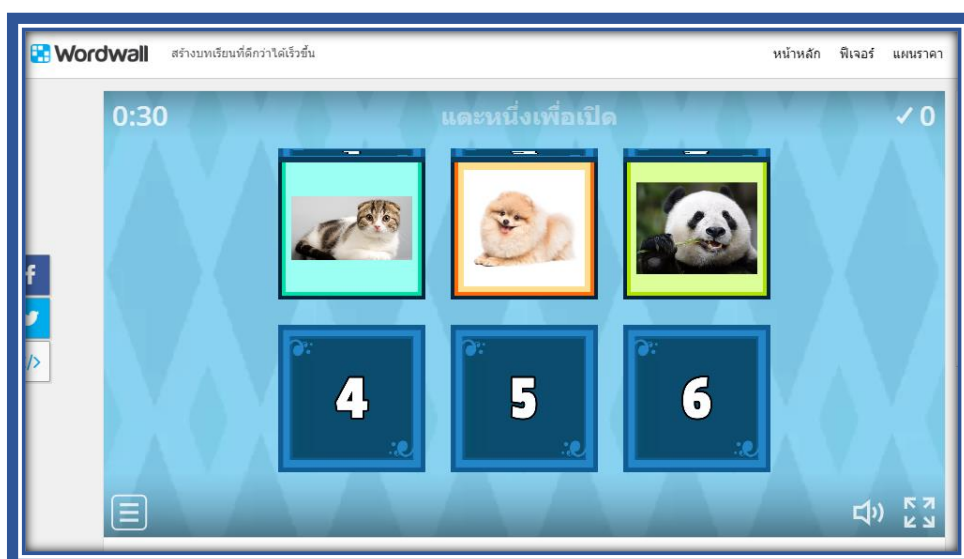 Wordwall สร้างบทเรียนที่ดีกว่าได้เร็วขึ้น หน้าหลัก ฟีเจอร์ แผนราคา
0:30 แตะหนึ่งเพื่อเปิด ✓ 0
f
</>
4 5 6